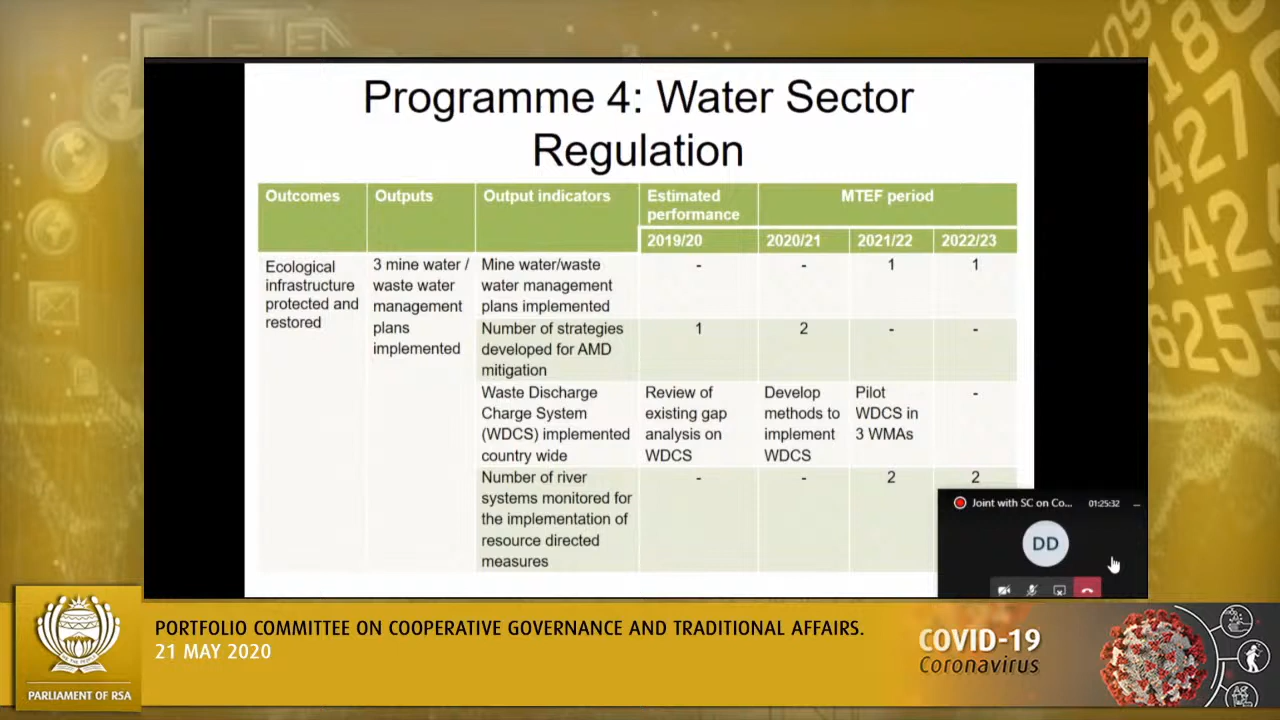 Programme 4: Water Sector
Regulation
Outcomes
Outputs
Output indicators
Estimated
performance
MTEF period
2019/20
2020/21
2021/22
2022/23
Ecological
infrastructure
protected and
restored
3 mine water /
waste water
management
plans
implemented
Mine water/waste
water management
plans implemented
-
-
1
1
Number of strategies
developed for AMD
mitigation
1
2
-
-
Waste Discharge
Charge System
(WDCS) implemented
country wide
Review of
existing gap
analysis on
WDCS
Develop
methods to
implement
WDCS
Pilot
WDCS in
3 WMAs
-
Number of river
systems monitored for
the implementation of
resource directed
measures
-
-
2
2
Joint with SC on Co...
01:25:32
DD
PARLIAMENT OF RSA
PORTFOLIO COMMITTEE ON COOPERATIVE GOVERNANCE AND TRADITIONAL AFFAIRS.
21 MAY 2020
COVID-19
Coronavirus